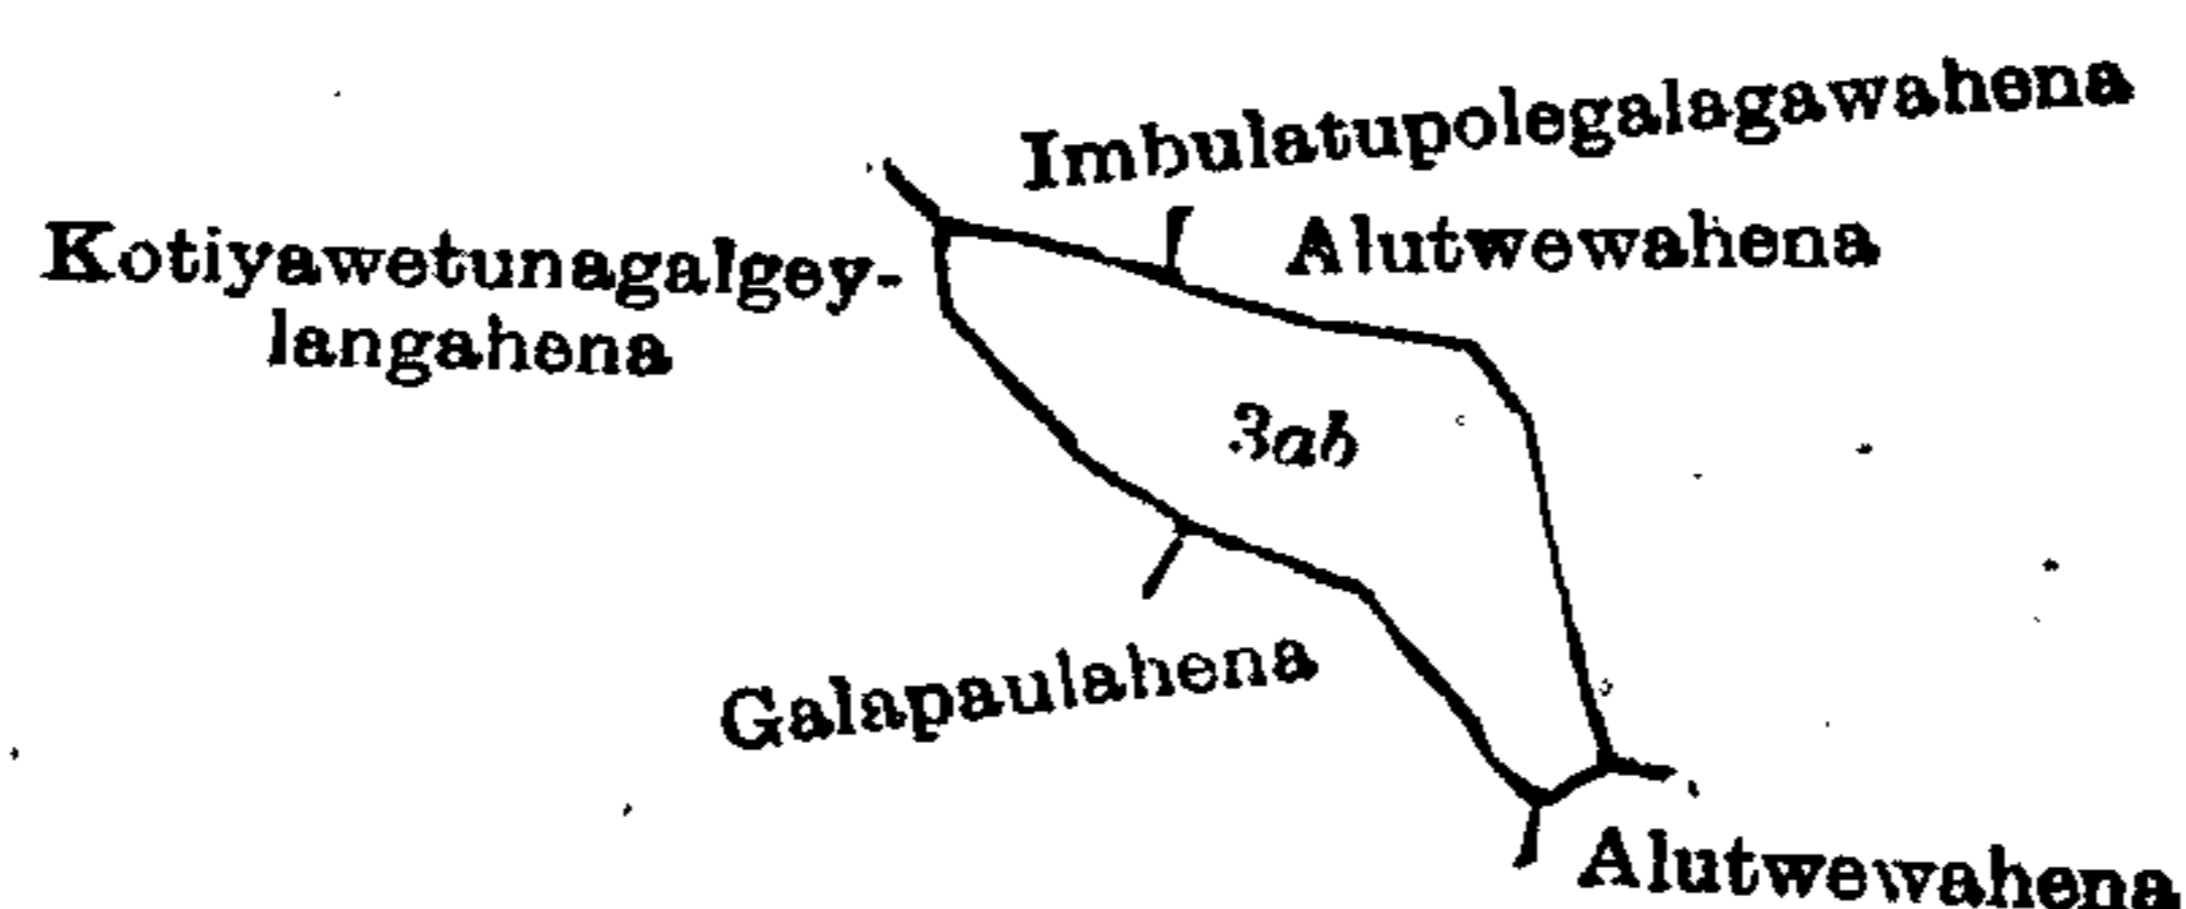 Imbulatupolegalagawahena
Alutwewahena
Kotiyawetunagalgey-
langahena
3ab
Galapaulahena
Alutwewahena